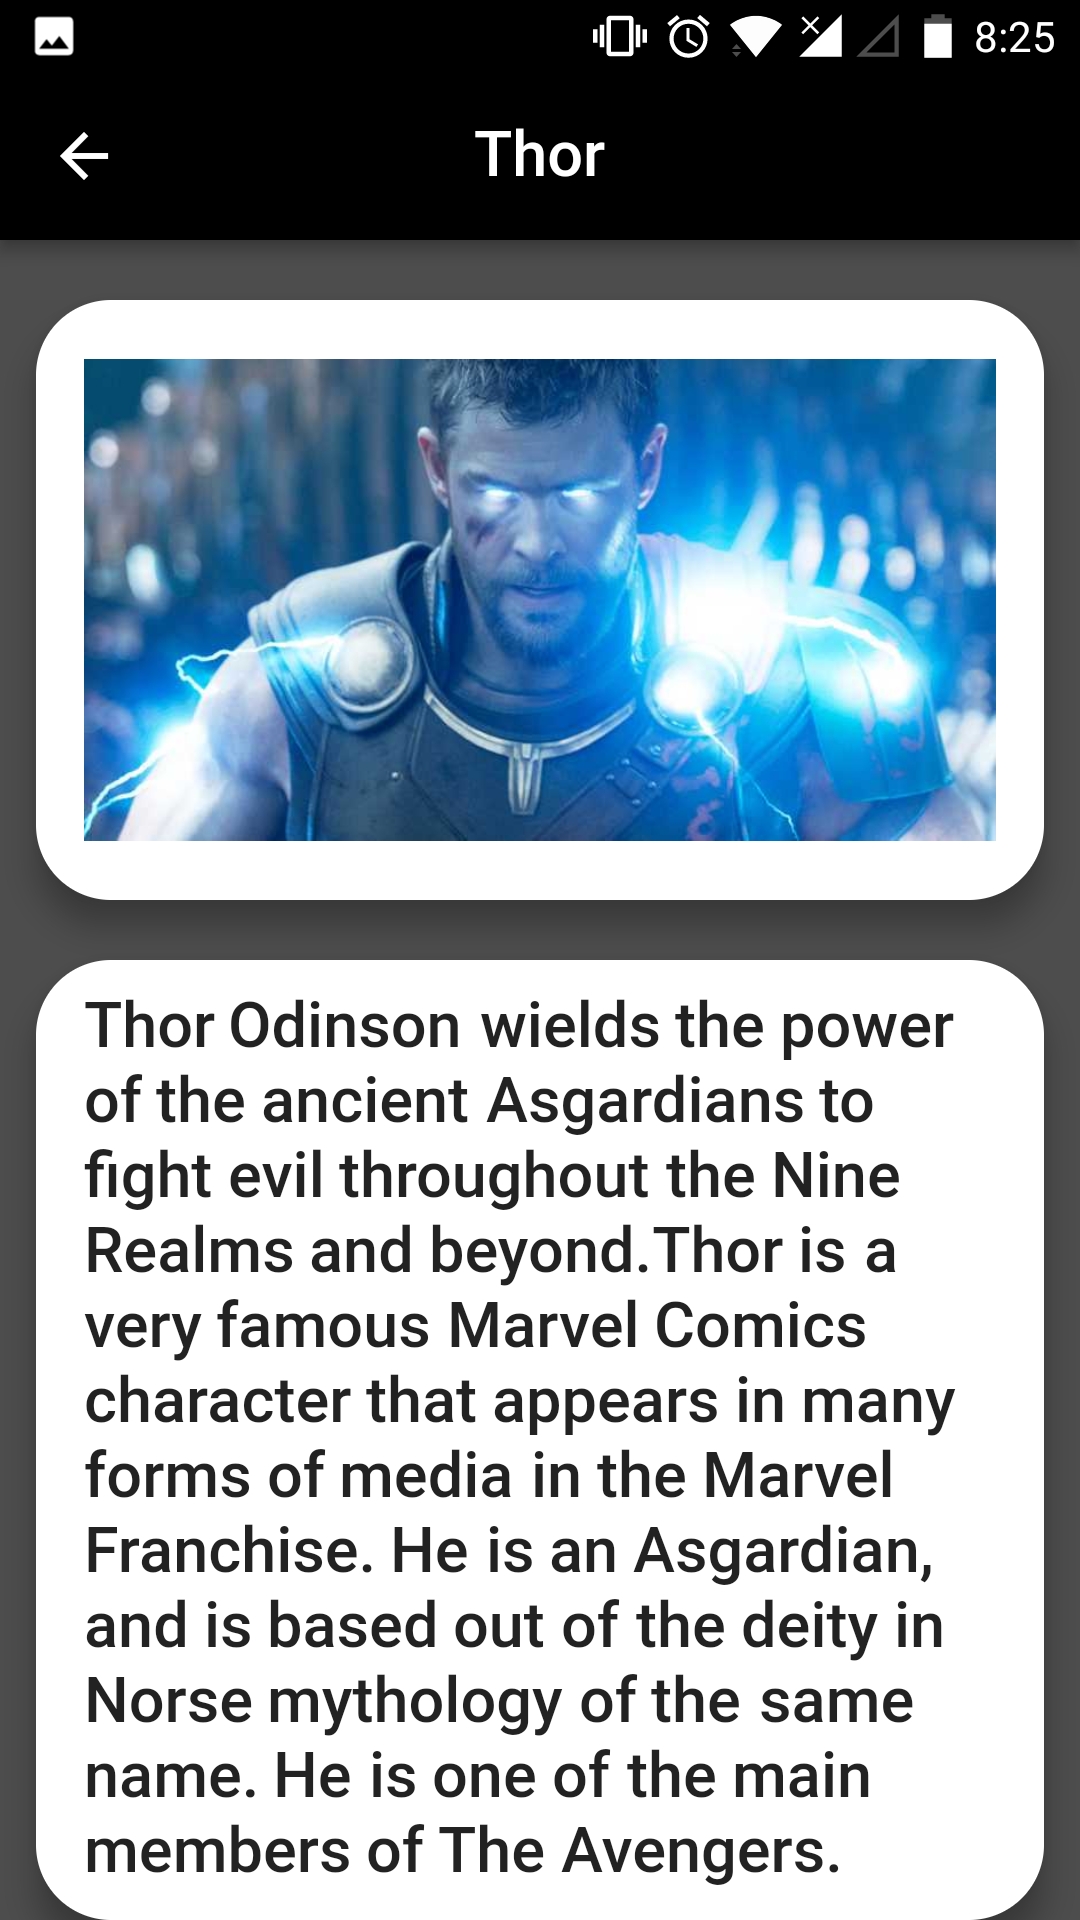 8:25
Thor
Thor Odinson wields the power
of the ancient Asgardians to
fight evil throughout the Nine
Realms and beyond.Thor is a
very famous Marvel Comics
character that appears in many
forms of media in the Marvel
Franchise. He is an Asgardian,
and is based out of the deity in
Norse mythology of the same
name. He is one of the main
members of The Avengers.